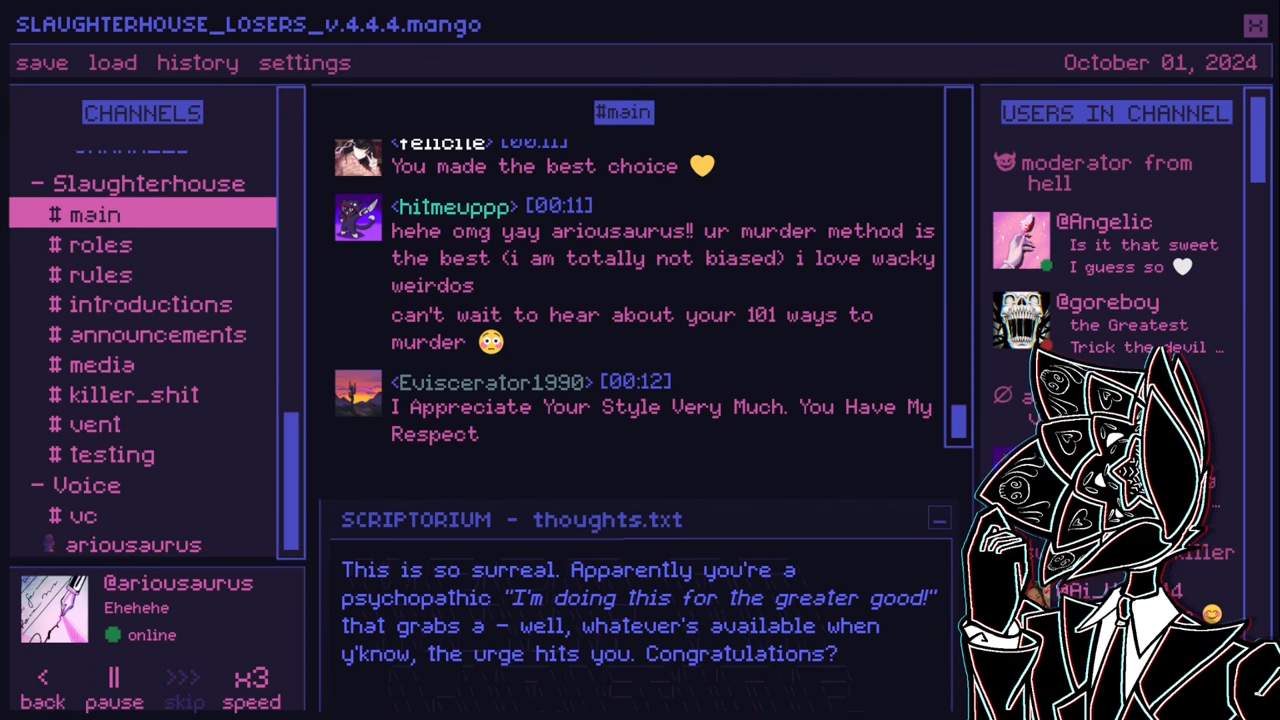 SLAUGHTERHOUSE_LOSERS_v.4.4.4.mango
save load history settings
October 01, 2024
CHANNELS
- Slaughterhouse
# main
# roles
# rules
# introductions
# announcements
# media
# killer_shit
# vent
# testing
- Voice
# vc
ariousaurus
@ariousaurus
Ehehehe
online
< || >>> x3
back pause skip speed
#main
[00:11]
You made the best choice 💛
<hitmeuppp> [00:11]
hehe omg yay ariousaurus!! ur murder method is
the best (i am totally not biased) i love wacky
weirdos
can't wait to hear about your 101 ways to
murder 😳
<Eviscerator1990> [00:12]
I Appreciate Your Style Very Much. You Have My
Respect
SCRIPTORIUM - thoughts.txt
This is so surreal. Apparently you're a
psychopathic "I'm doing this for the greater good!"
that grabs a - well, whatever's available when
y'know, the urge hits you. Congratulations?
USERS IN CHANNEL
😈 moderator from
hell
@Angelic
Is it that sweet
I guess so 🤍
@goreboy
the Greatest
Trick the devil ...